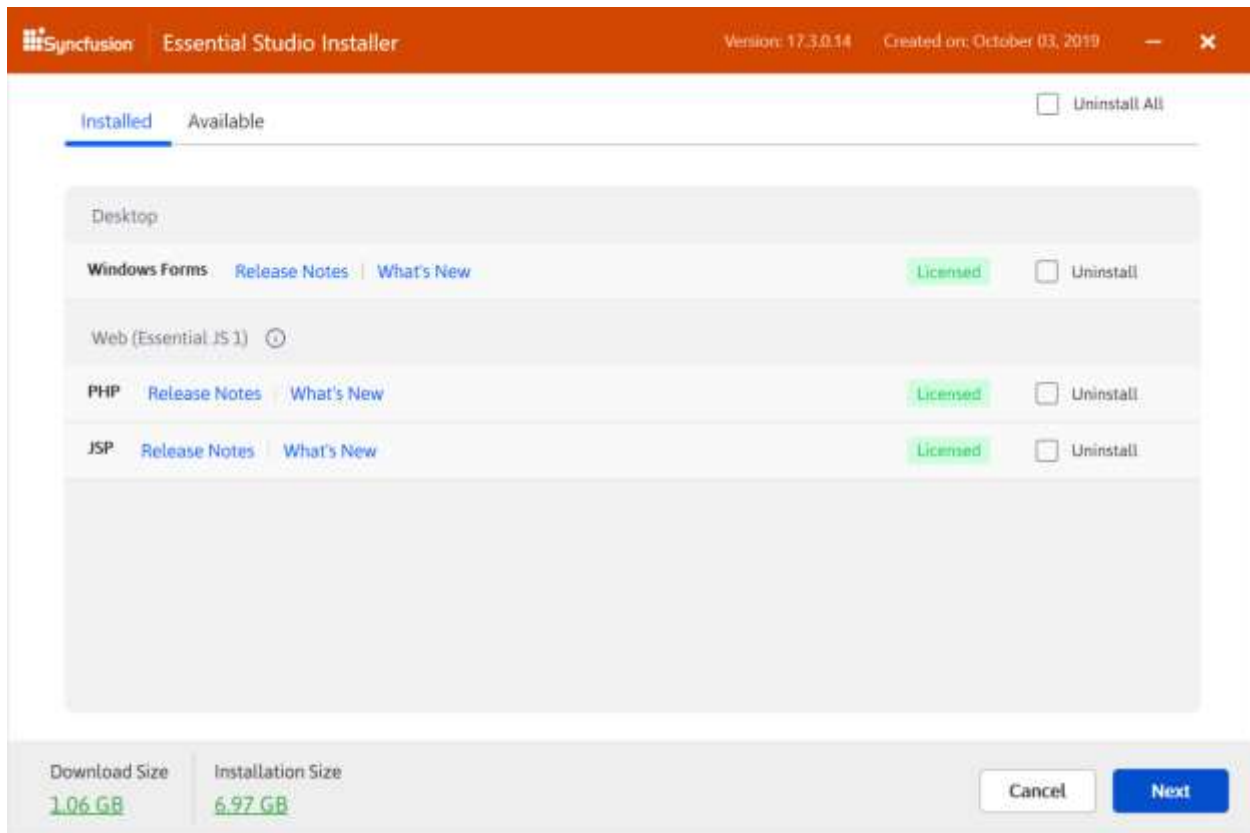 Syncfusion Essential Studio Installer Version: 17.3.0.14 Created on: October 03, 2019
Installed Available Uninstall All
Desktop
Windows Forms Release Notes | What's New Licensed Uninstall
Web (Essential JS 1)
PHP Release Notes | What's New Licensed Uninstall
JSP Release Notes | What's New Licensed Uninstall
Download Size Installation Size
1.06 GB 6.97 GB
Cancel Next